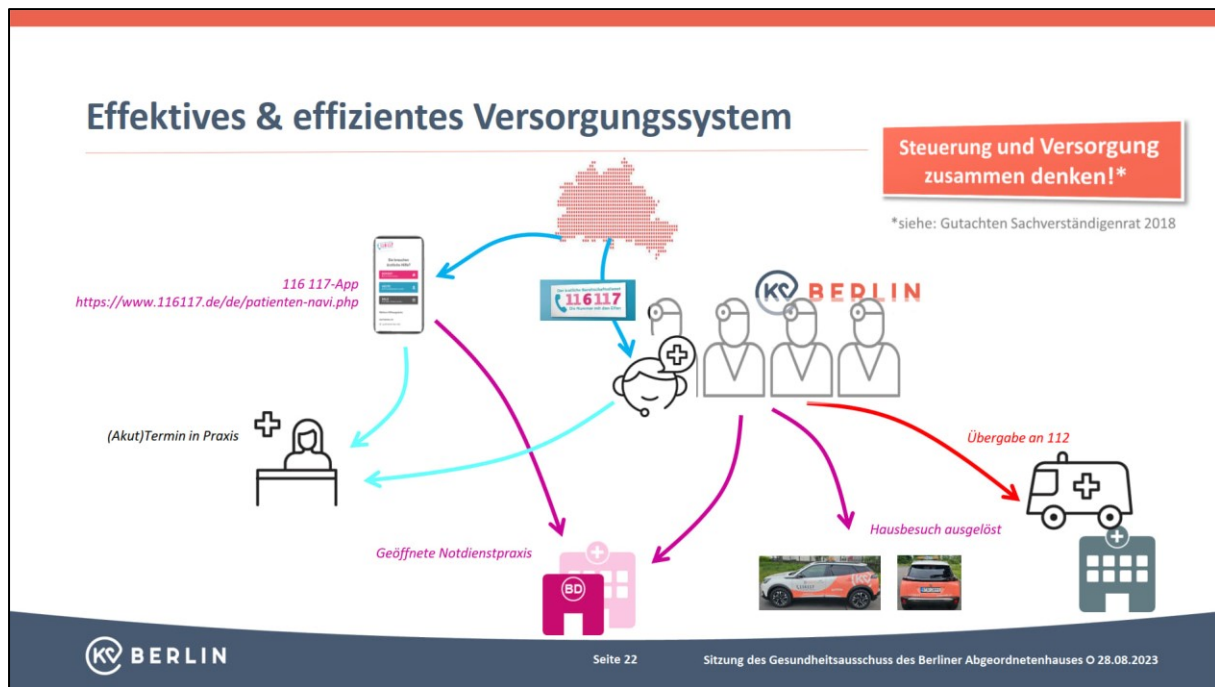 Effektives & effizientes Versorgungssystem
Steuerung und Versorgung
zusammen denken!*
*siehe: Gutachten Sachverständigenrat 2018
116 117-App
https://www.116117.de/de/patienten-navi.php
116117
KV BERLIN
(Akut)Termin in Praxis
Übergabe an 112
Geöffnete Notdienstpraxis
Hausbesuch ausgelöst
BD
KV BERLIN
Seite 22
Sitzung des Gesundheitsausschuss des Berliner Abgeordnetenhauses O 28.08.2023